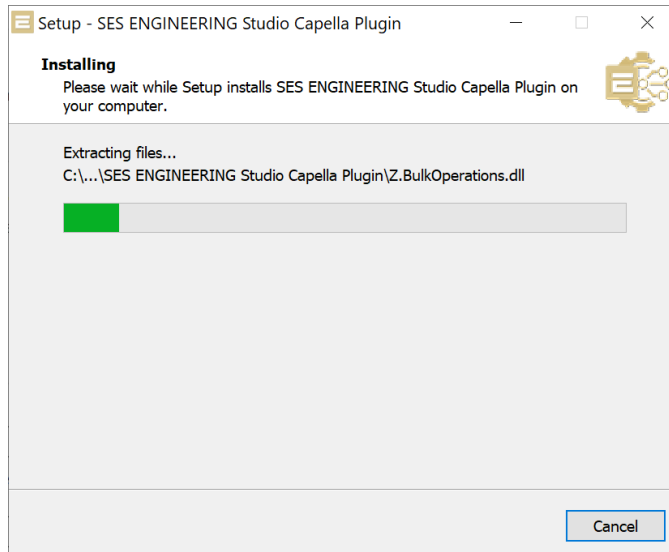 Setup - SES ENGINEERING Studio Capella Plugin
Installing
Please wait while Setup installs SES ENGINEERING Studio Capella Plugin on
your computer.
Extracting files...
C:\...\SES ENGINEERING Studio Capella Plugin\Z.BulkOperations.dll
Cancel